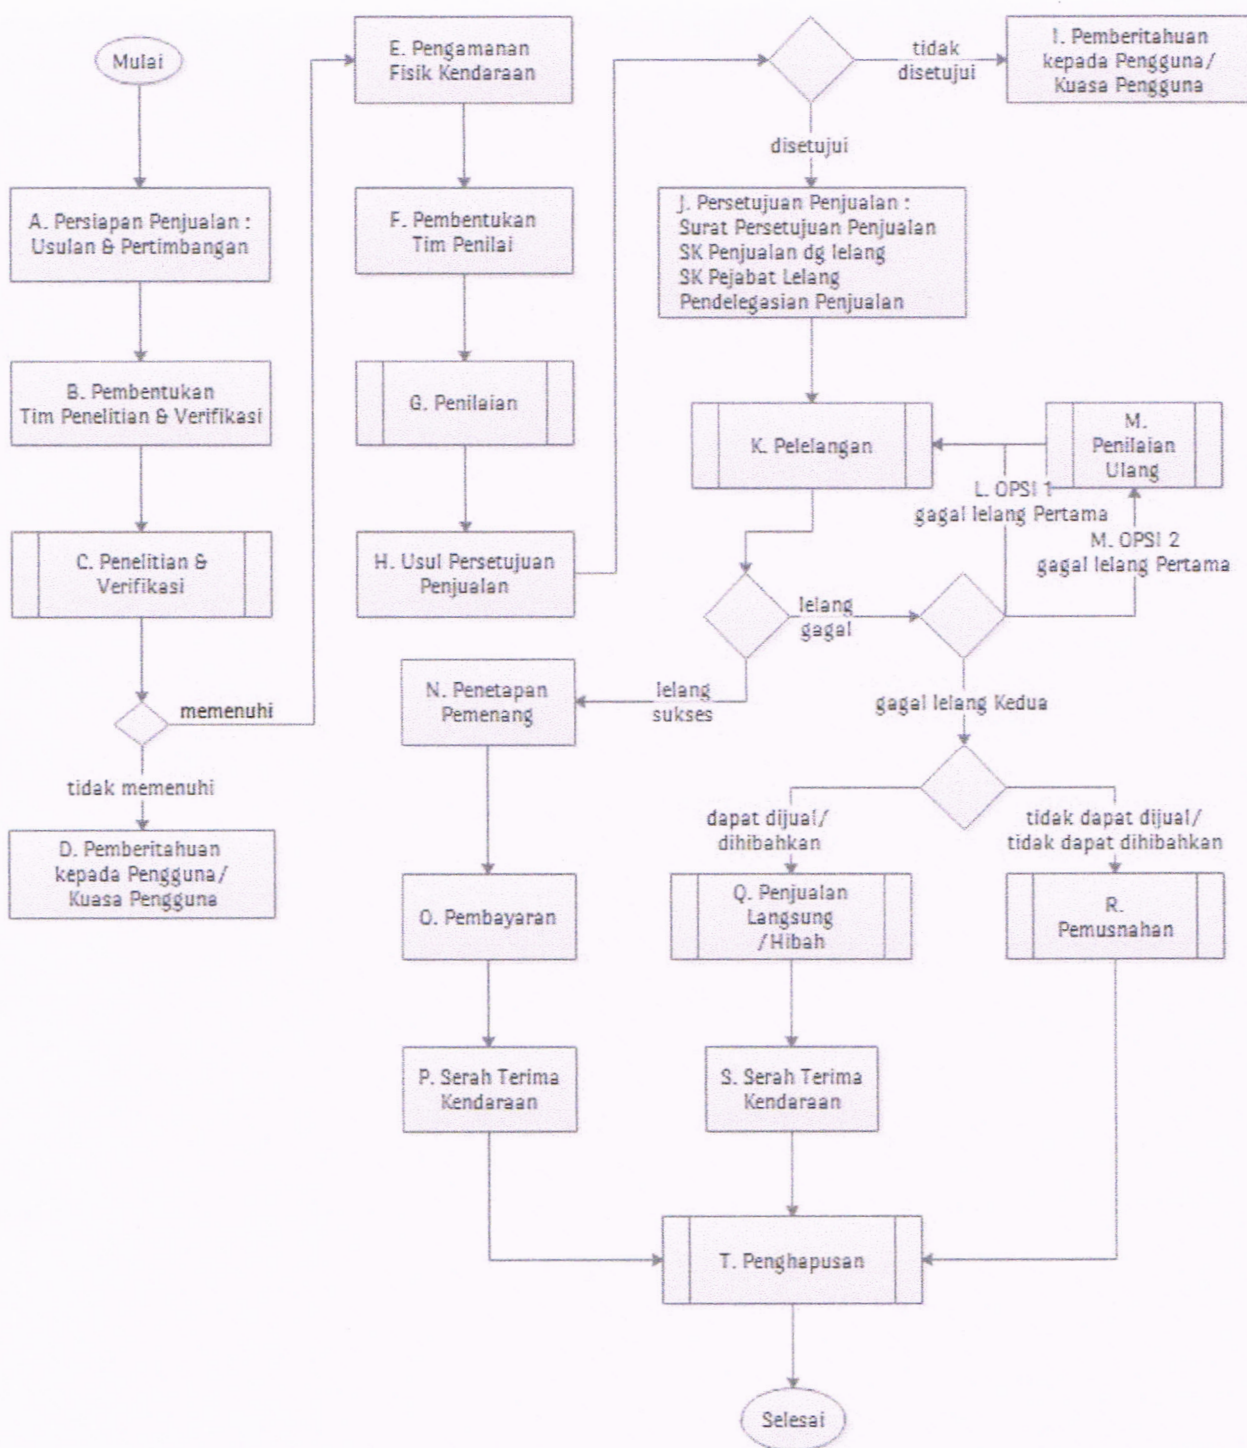 Mulai
A. Persiapan Penjualan :
Usulan & Pertimbangan
B. Pembentukan
Tim Penelitian & Verifikasi
C. Penelitian &
Verifikasi
memenuhi
tidak memenuhi
D. Pemberitahuan
kepada Pengguna/
Kuasa Pengguna
E. Pengamanan
Fisik Kendaraan
F. Pembentukan
Tim Penilai
G. Penilaian
H. Usul Persetujuan
Penjualan
tidak
disetujui
I. Pemberitahuan
kepada Pengguna/
Kuasa Pengguna
disetujui
J. Persetujuan Penjualan :
Surat Persetujuan Penjualan
SK Penjualan dg lelang
SK Pejabat Lelang
Pendelegasian Penjualan
K. Pelelangan
M.
Penilaian
Ulang
L. OPSI 1
gagal lelang Pertama
M. OPSI 2
gagal lelang Pertama
lelang
gagal
lelang
sukses
gagal lelang Kedua
N. Penetapan
Pemenang
O. Pembayaran
P. Serah Terima
Kendaraan
dapat dijual/
dihibahkan
tidak dapat dijual/
tidak dapat dihibahkan
Q. Penjualan
Langsung
/Hibah
R.
Pemusnahan
S. Serah Terima
Kendaraan
T. Penghapusan
Selesai